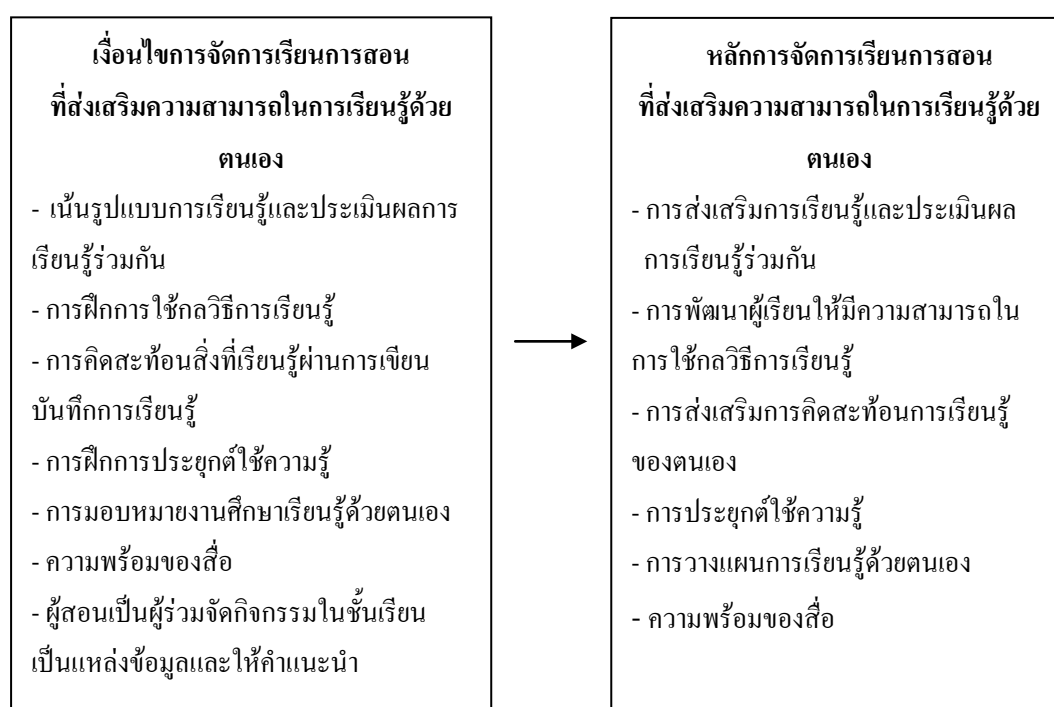 เงื่อนไขการจัดการเรียนการสอน
ที่ส่งเสริมความสามารถในการเรียนรู้ด้วย
ตนเอง
- เน้นรูปแบบการเรียนรู้และประเมินผลการ
เรียนรู้ร่วมกัน
- การฝึกการใช้กลวิธีการเรียนรู้
- การคิดสะท้อนสิ่งที่เรียนรู้ผ่านการเขียน
บันทึกการเรียนรู้
- การฝึกการประยุกต์ใช้ความรู้
- การมอบหมายงานศึกษาเรียนรู้ด้วยตนเอง
- ความพร้อมของสื่อ
- ผู้สอนเป็นผู้ร่วมจัดกิจกรรมในชั้นเรียน
เป็นแหล่งข้อมูลและให้คำแนะนำ
หลักการจัดการเรียนการสอน
ที่ส่งเสริมความสามารถในการเรียนรู้ด้วย
ตนเอง
- การส่งเสริมการเรียนรู้และประเมินผล
การเรียนรู้ร่วมกัน
- การพัฒนาผู้เรียนให้มีความสามารถใน
การใช้กลวิธีการเรียนรู้
- การส่งเสริมการคิดสะท้อนการเรียนรู้
ของตนเอง
- การประยุกต์ใช้ความรู้
- การวางแผนการเรียนรู้ด้วยตนเอง
- ความพร้อมของสื่อ